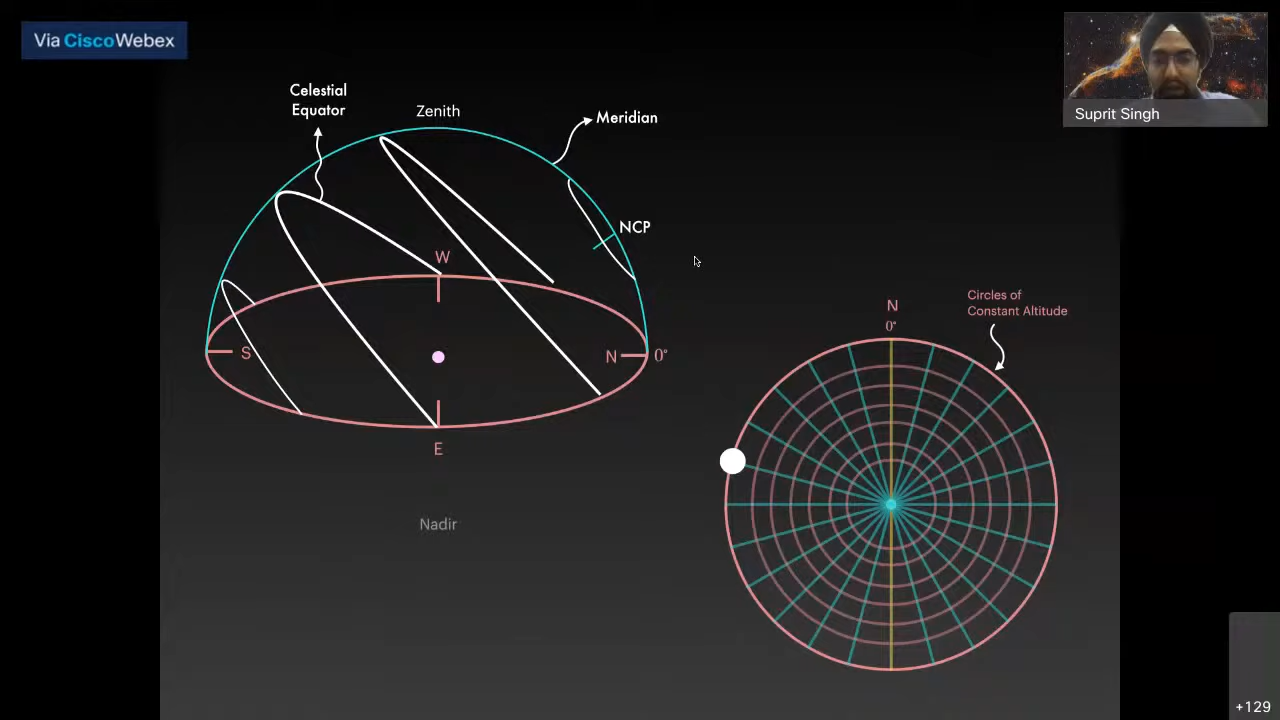 Via CiscoWebex
Suprit Singh
Celestial
Equator
Zenith
Meridian
NCP
W
S
N
0°
E
Nadir
Circles of
Constant Altitude
N
0°
+129